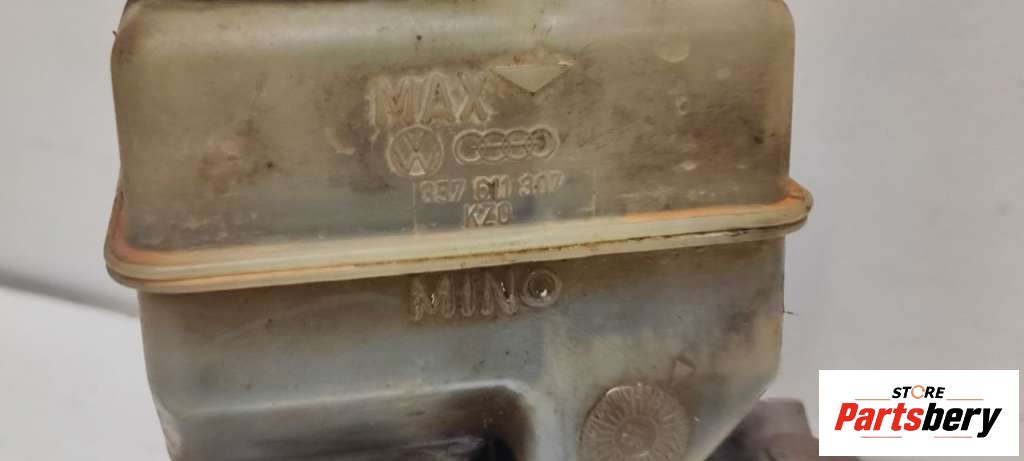 MAX
357 611 307
KZ0
MIN
STORE
Partsbery